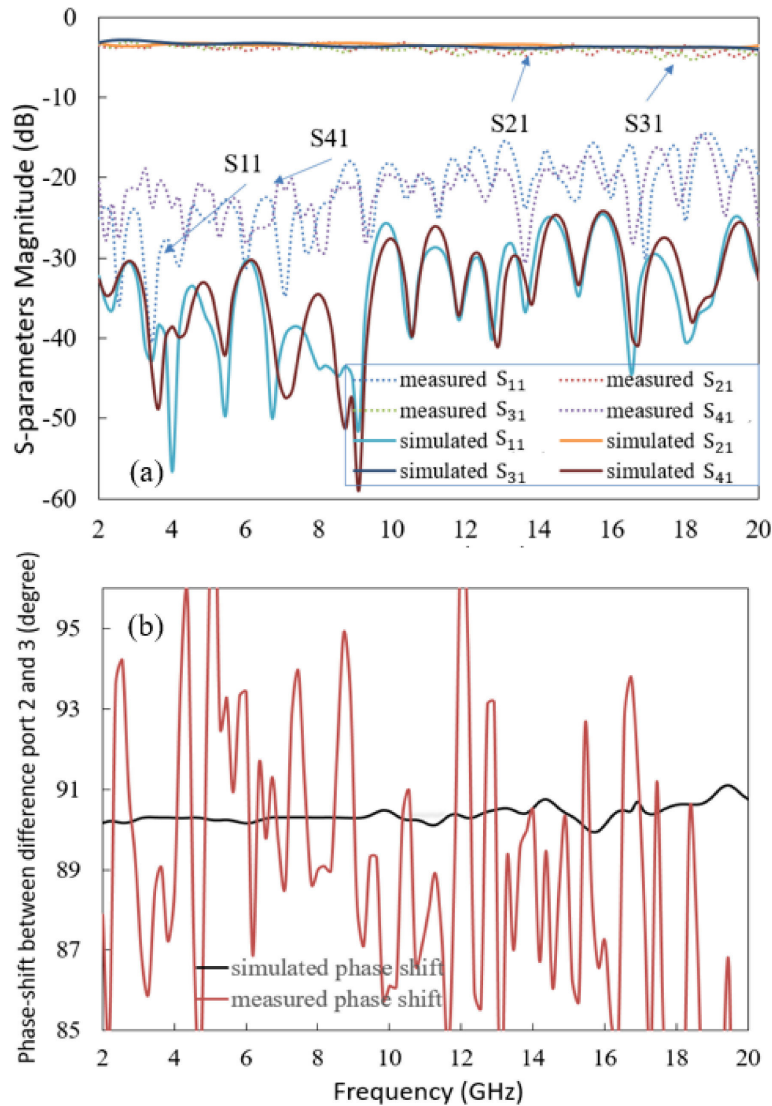 0
-10
-20
-30
-40
-50
-60
S-parameters Magnitude (dB)
S11
S41
S21
S31
measured S₁₁
measured S₂₁
measured S₃₁
measured S₄₁
simulated S₁₁
simulated S₂₁
simulated S₃₁
simulated S₄₁
(a)
2 4 6 8 10 12 14 16 18 20
95
93
91
89
87
85
Phase-shift between difference port 2 and 3 (degree)
(b)
simulated phase shift
measured phase shift
2 4 6 8 10 12 14 16 18 20
Frequency (GHz)